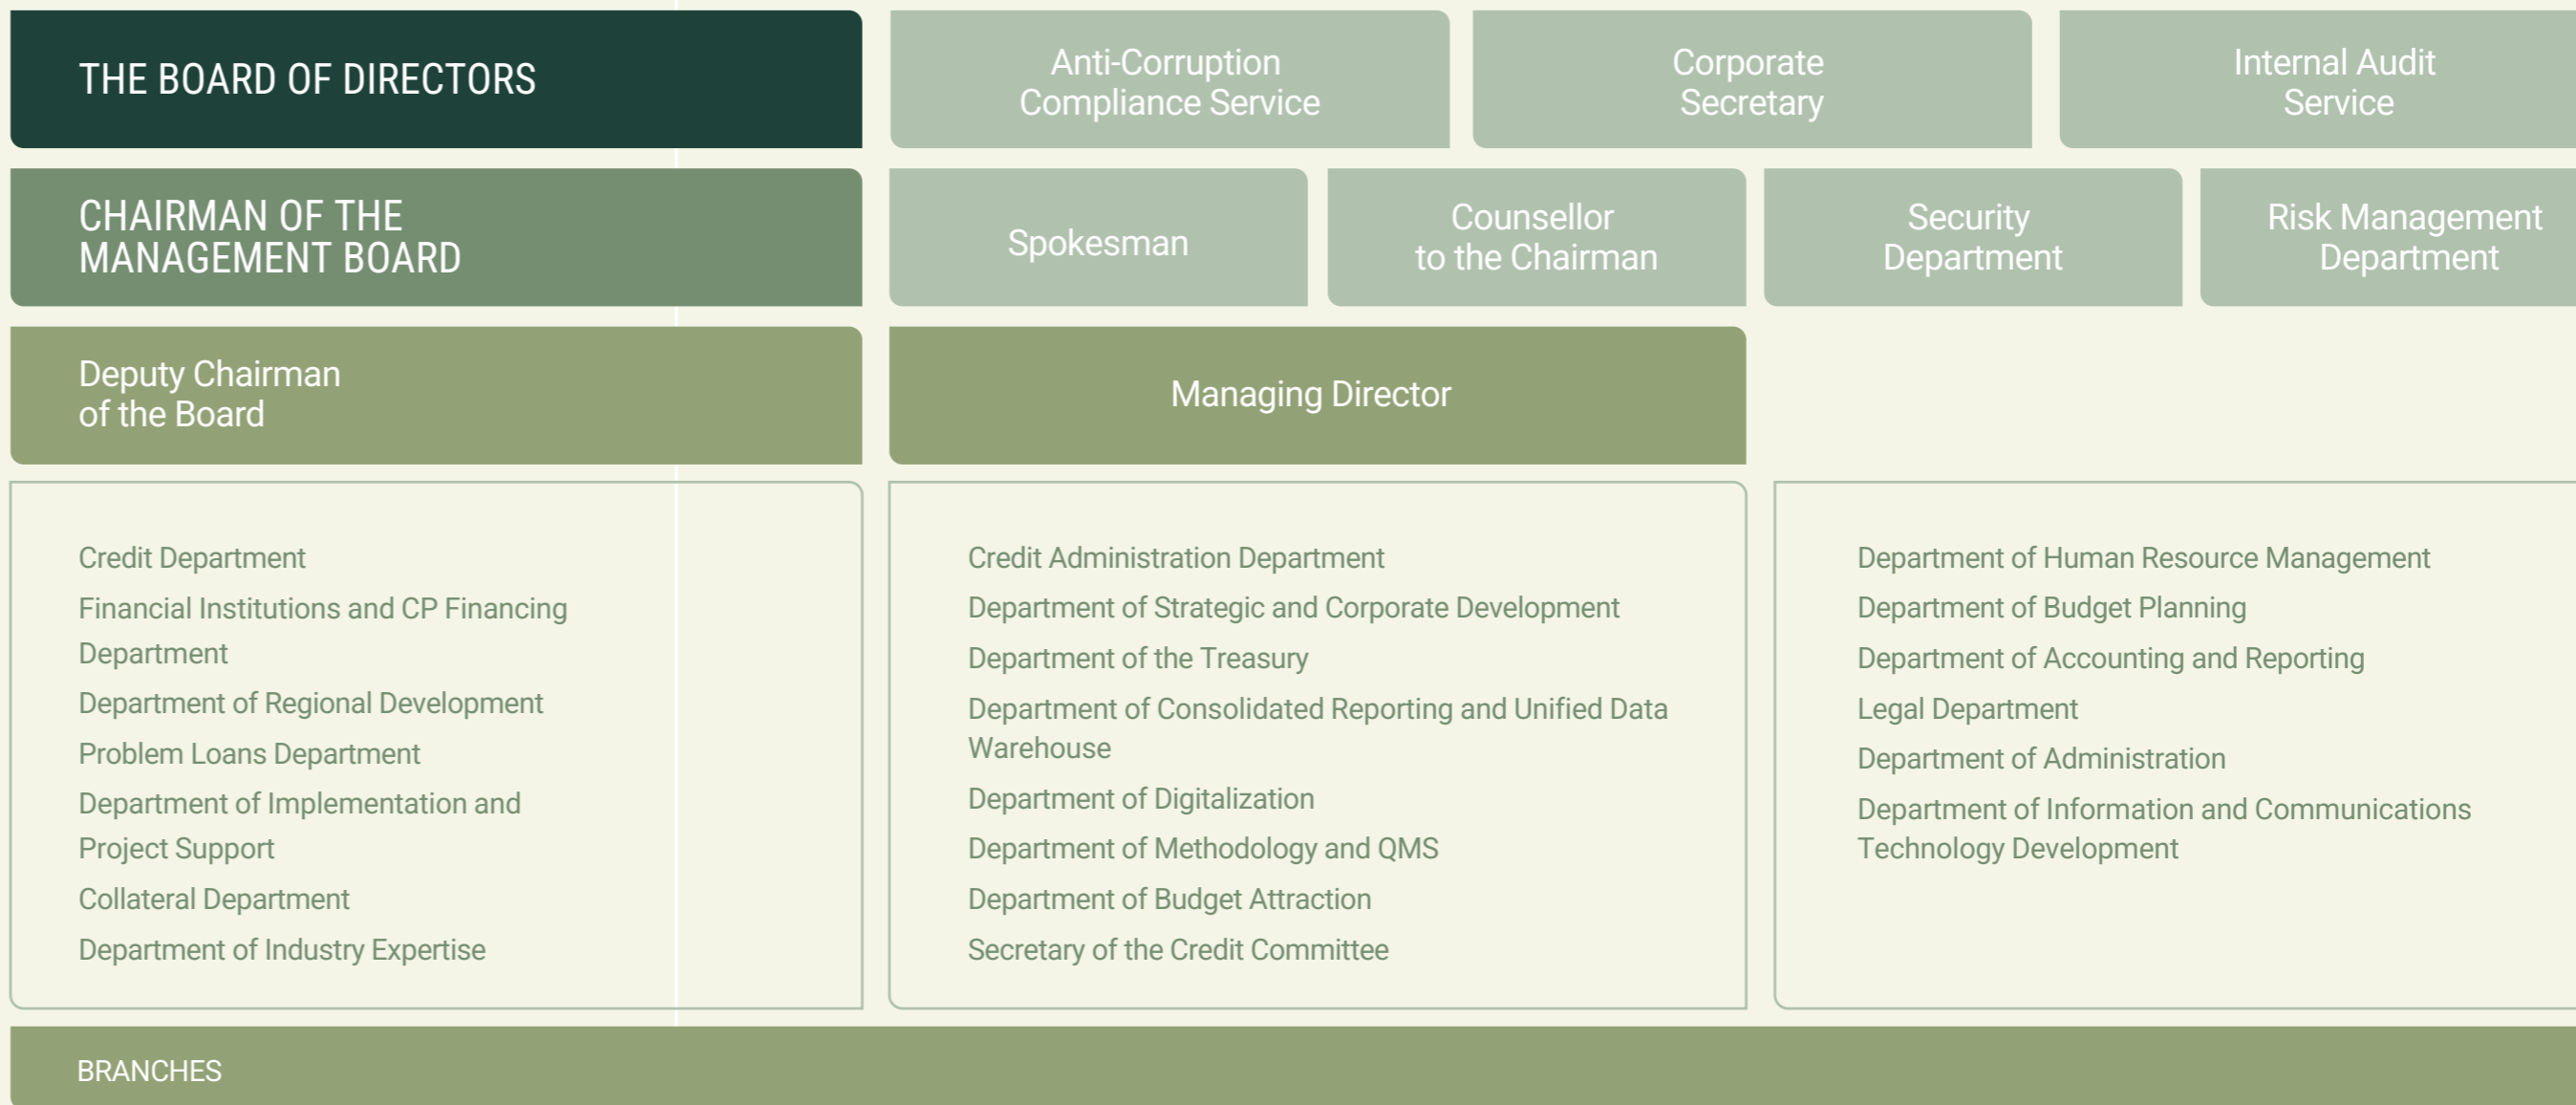 THE BOARD OF DIRECTORS
Anti-Corruption
Compliance Service
Corporate
Secretary
Internal Audit
Service
CHAIRMAN OF THE
MANAGEMENT BOARD
Spokesman
Counsellor
to the Chairman
Security
Department
Risk Management
Department
Deputy Chairman
of the Board
Managing Director
Credit Department
Financial Institutions and CP Financing
Department
Department of Regional Development
Problem Loans Department
Department of Implementation and
Project Support
Collateral Department
Department of Industry Expertise
Credit Administration Department
Department of Strategic and Corporate Development
Department of the Treasury
Department of Consolidated Reporting and Unified Data
Warehouse
Department of Digitalization
Department of Methodology and QMS
Department of Budget Attraction
Secretary of the Credit Committee
Department of Human Resource Management
Department of Budget Planning
Department of Accounting and Reporting
Legal Department
Department of Administration
Department of Information and Communications
Technology Development
BRANCHES